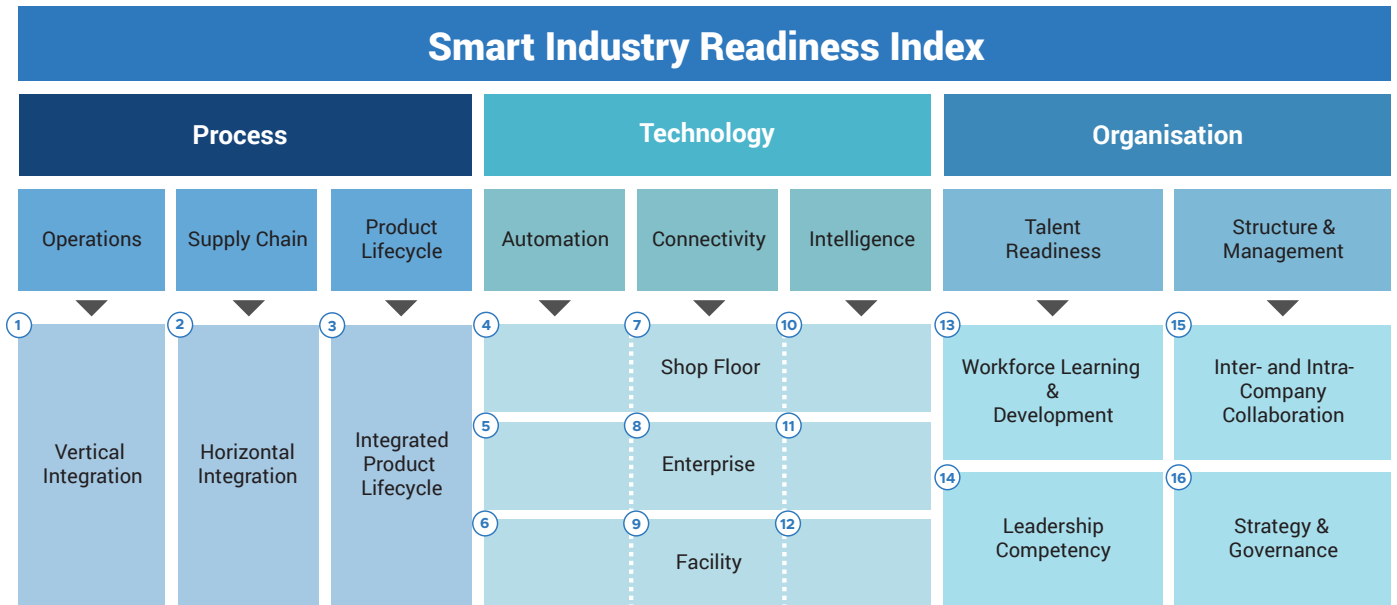 Smart Industry Readiness Index
Process
Technology
Organisation
Operations
Supply Chain
Product
Lifecycle
Automation
Connectivity
Intelligence
Talent
Readiness
Structure &
Management
1
Vertical
Integration
2
Horizontal
Integration
3
Integrated
Product
Lifecycle
4
7
10
Shop Floor
5
8
11
Enterprise
6
9
12
Facility
13
Workforce Learning
&
Development
14
Leadership
Competency
15
Inter- and Intra-
Company
Collaboration
16
Strategy &
Governance